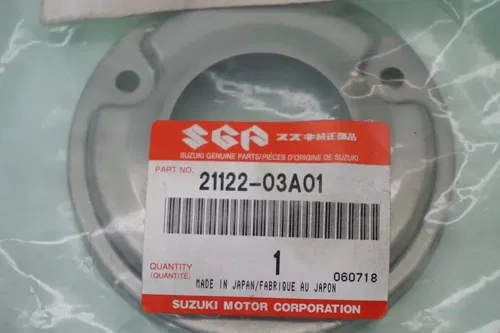 SGP スズキ純正部品
SUZUKI GENUINE PARTS/PIÈCES D'ORIGINE DE SUZUKI
PART NO.
21122-03A01
1
QUANTITY
(QUANTITÉ)
MADE IN JAPAN/FABRIQUE AU JAPON
060718
SUZUKI MOTOR CORPORATION